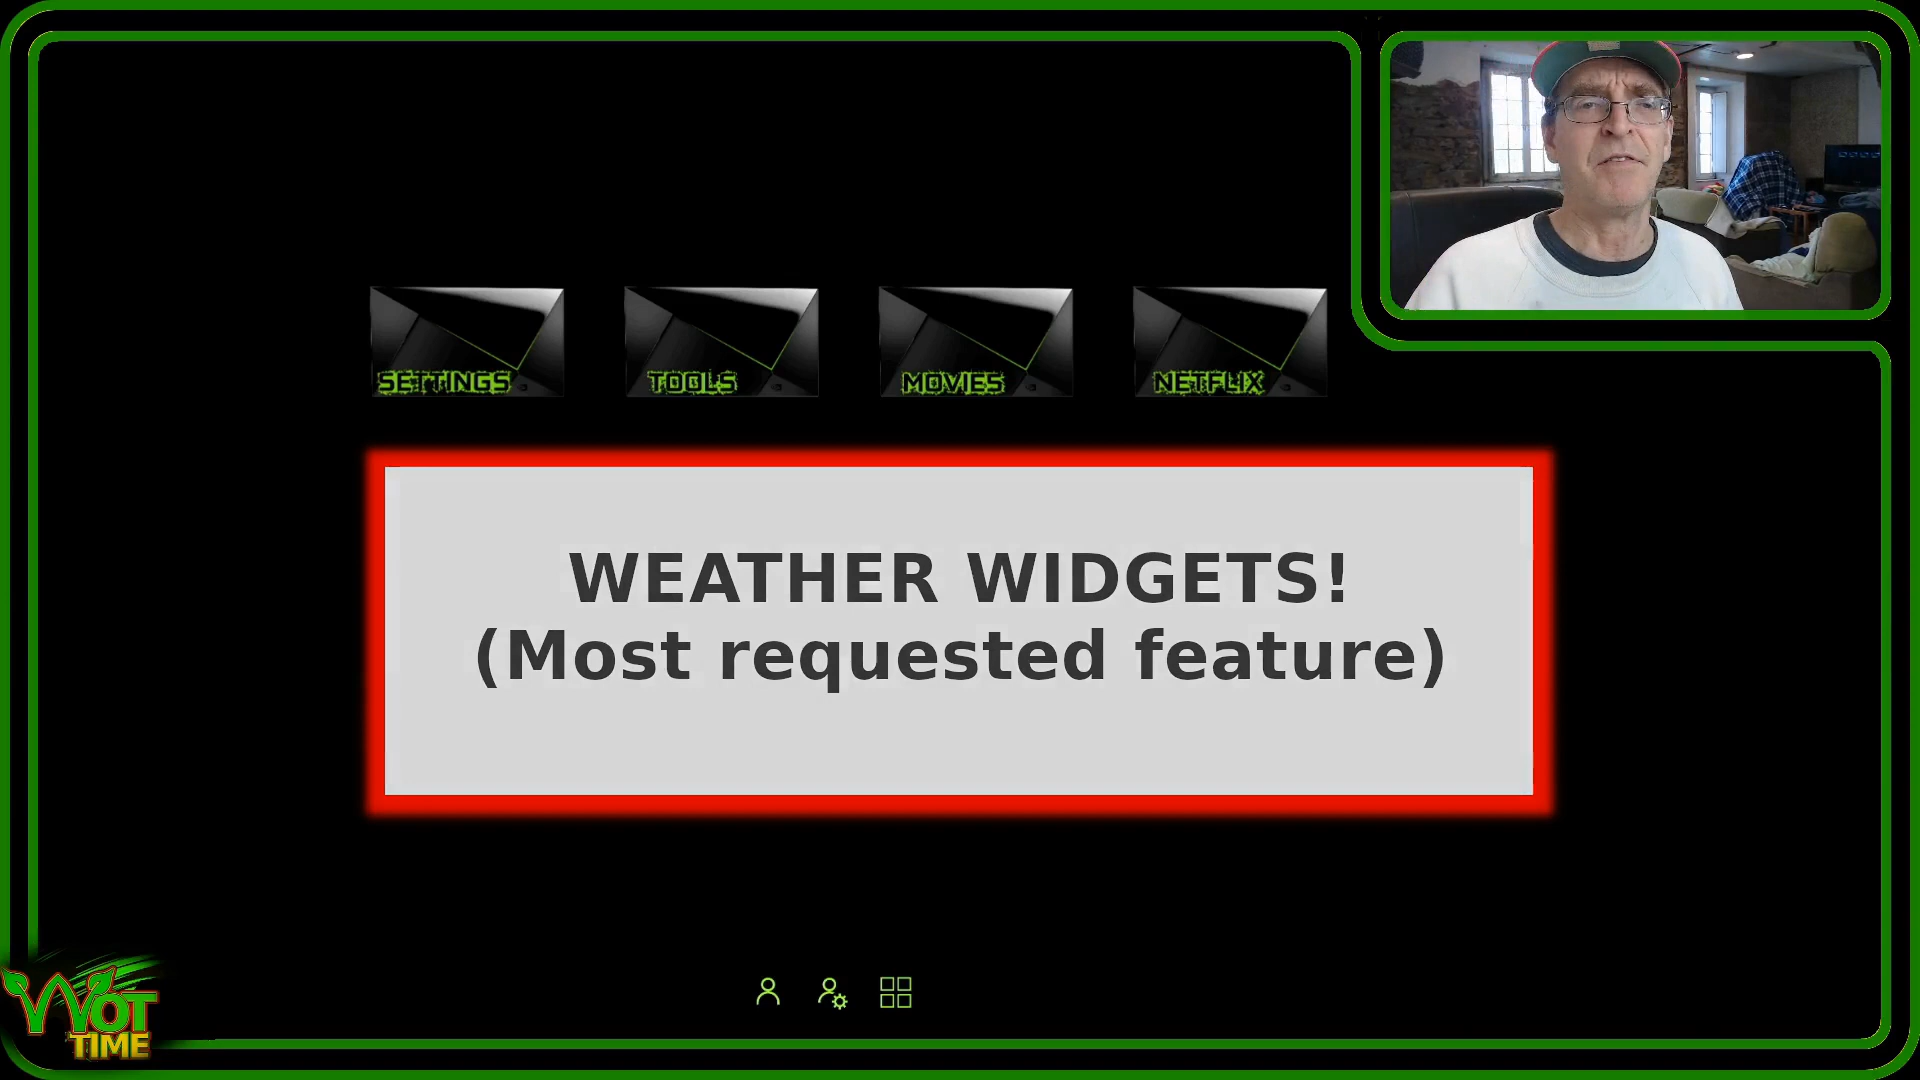 SETTINGS
TOOLS
MOVIES
NETFLIX
WEATHER WIDGETS!
(Most requested feature)
WOT
TIME